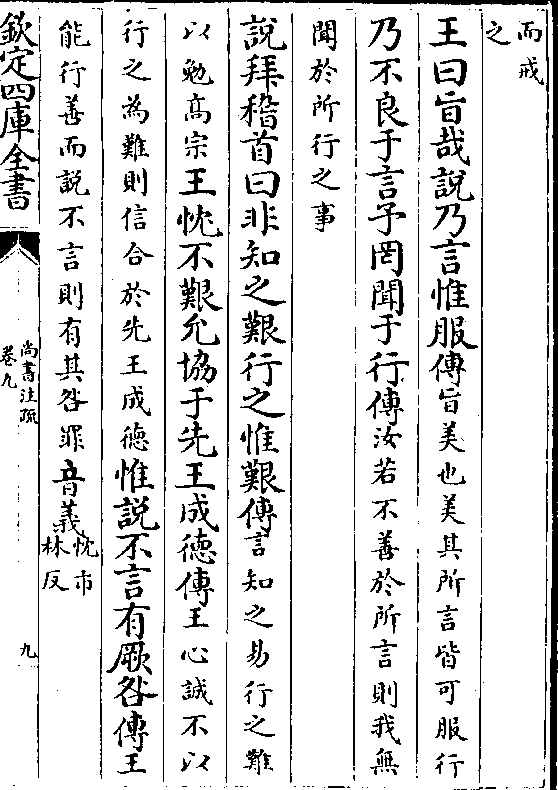 而戒
之
王曰旨哉說乃言惟服傳旨美也美其所言皆可服行
乃不良于言予罔聞于行傳汝若不善於所言則我無
聞於所行之事
說拜稽首曰非知之艱行之惟艱傳言知之易行之難
以勉高宗王忱不艱允協于先王成德傳王心誠不以
行之為難則信合於先王成德惟說不言有厥咎傳王
能行善而說不言則有其咎罪音義忱市
林反
欽定四庫全書
尚書注疏
卷九
九